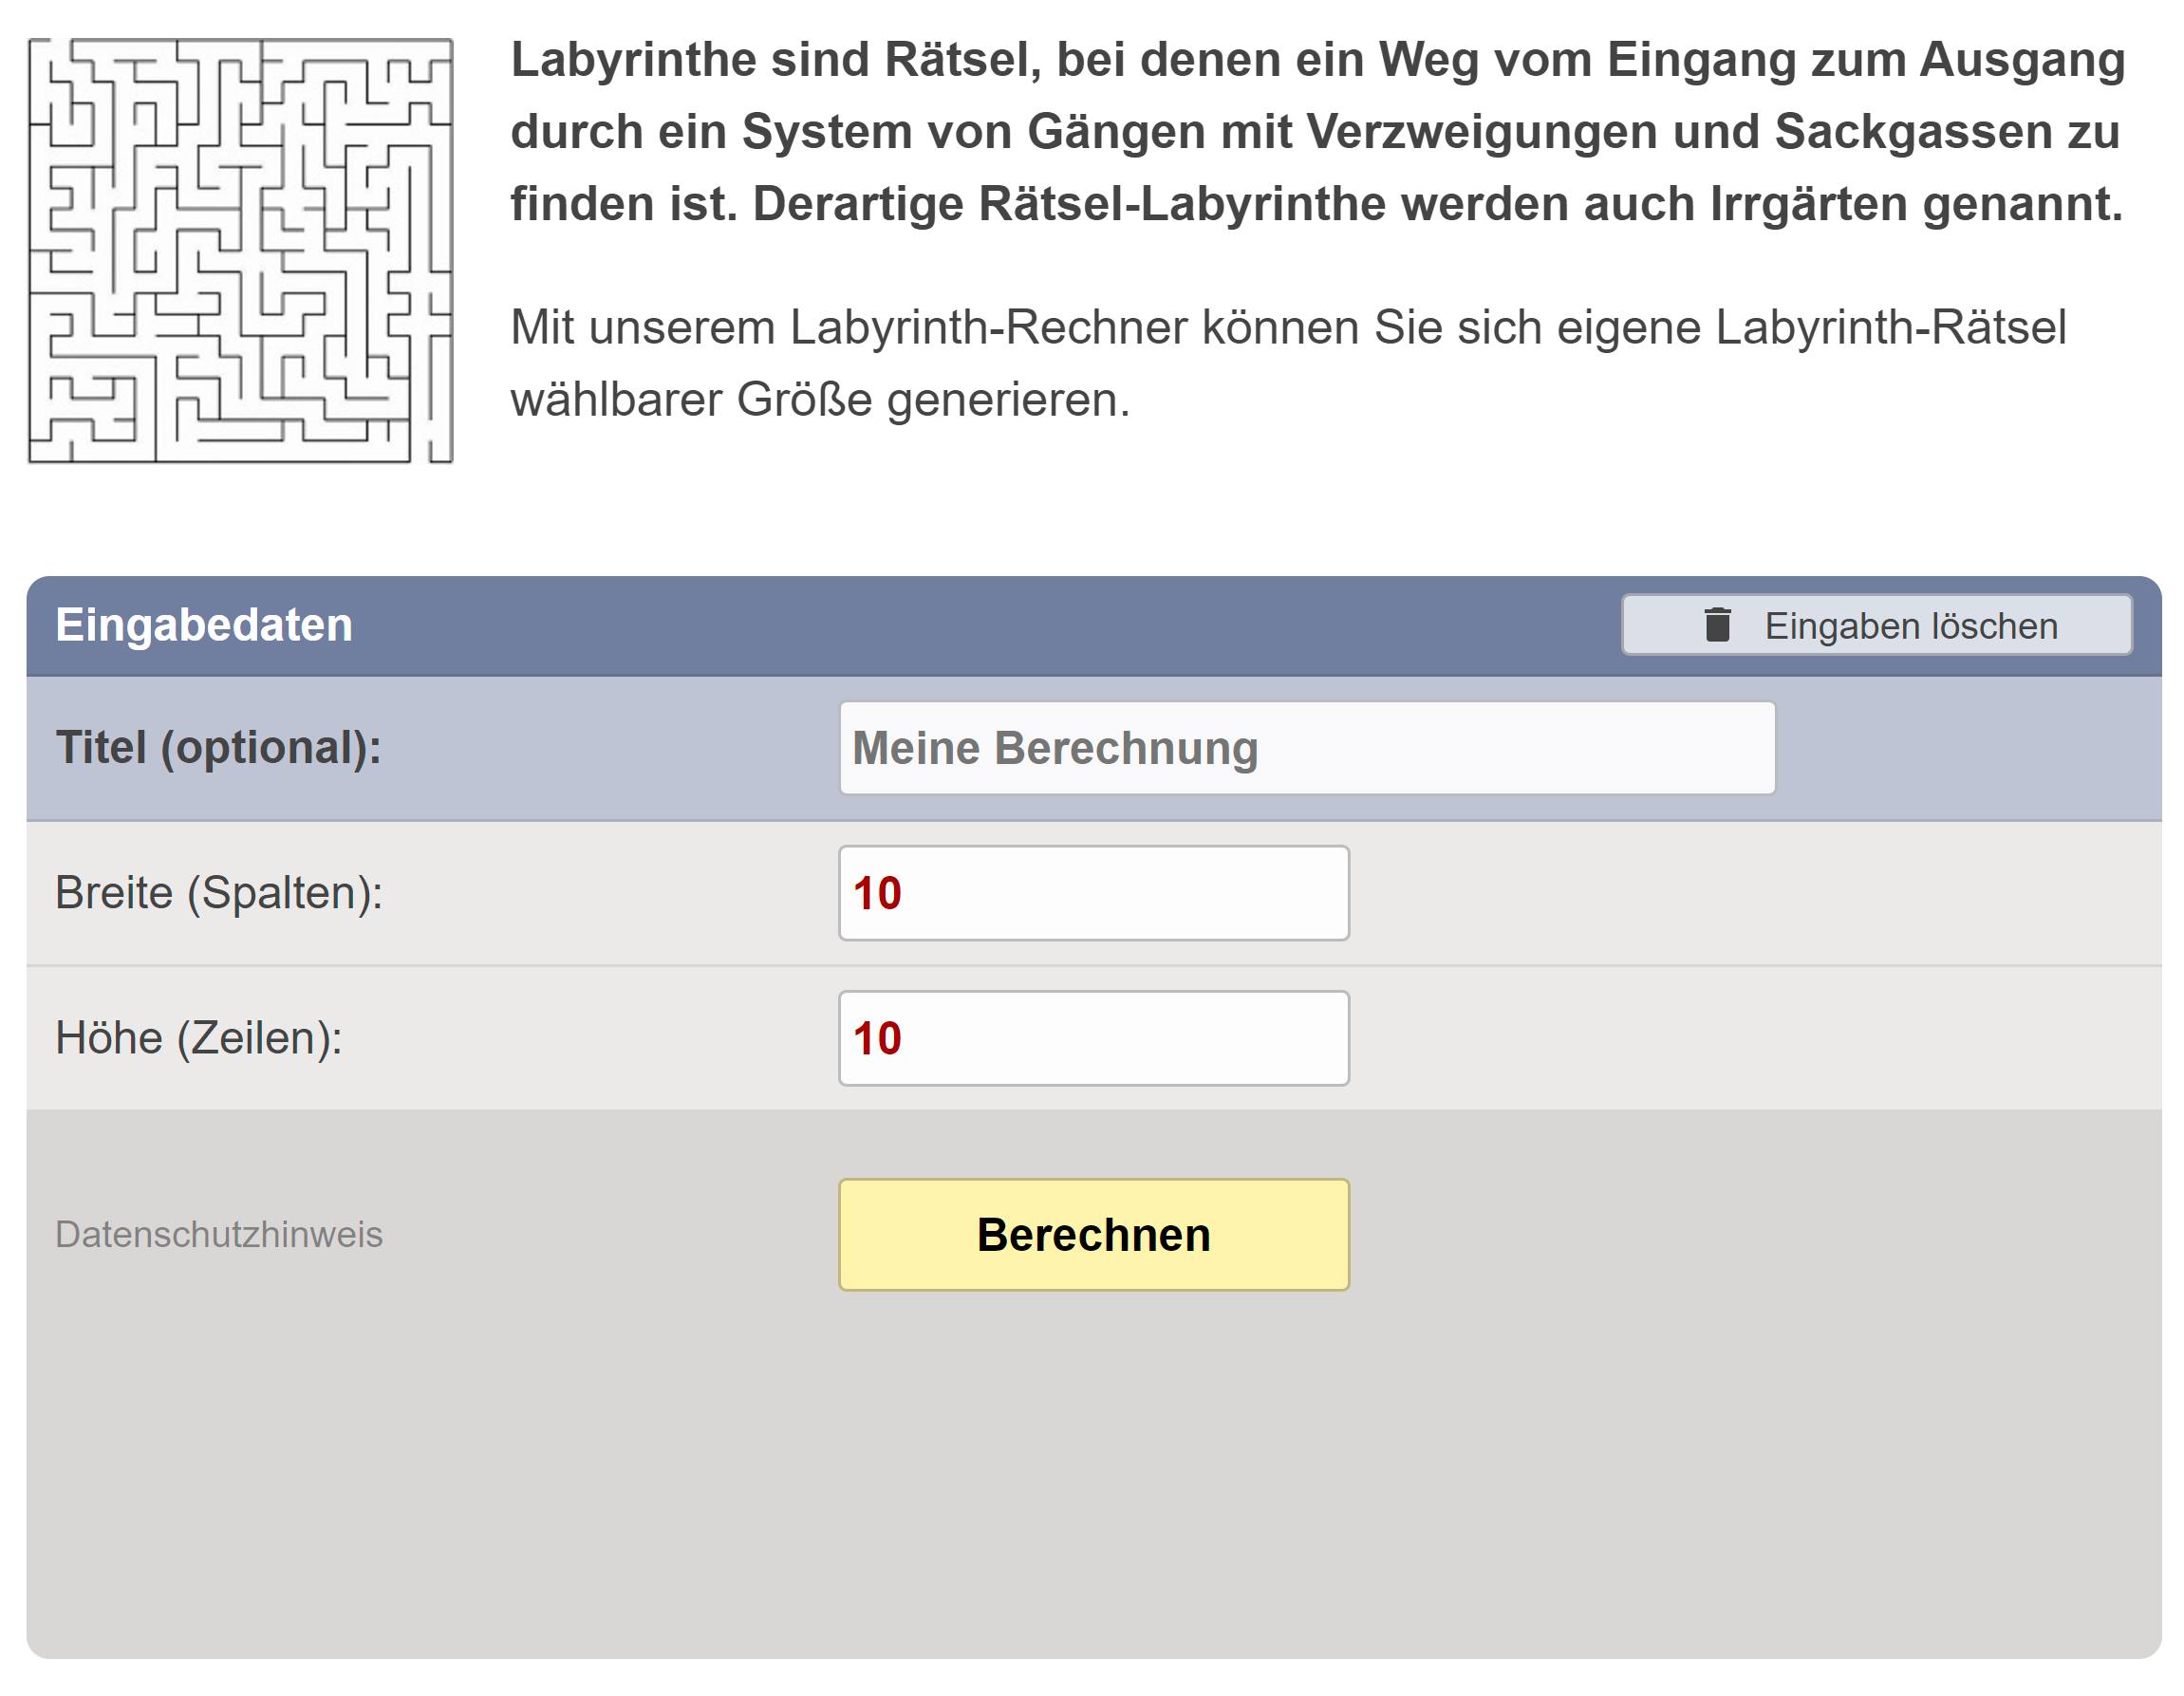 Labyrinthe sind Rätsel, bei denen ein Weg vom Eingang zum Ausgang
durch ein System von Gängen mit Verzweigungen und Sackgassen zu
finden ist. Derartige Rätsel-Labyrinthe werden auch Irrgärten genannt.
Mit unserem Labyrinth-Rechner können Sie sich eigene Labyrinth-Rätsel
wählbarer Größe generieren.
Eingabedaten
Eingaben löschen
Titel (optional):
Meine Berechnung
Breite (Spalten):
10
Höhe (Zeilen):
10
Datenschutzhinweis
Berechnen